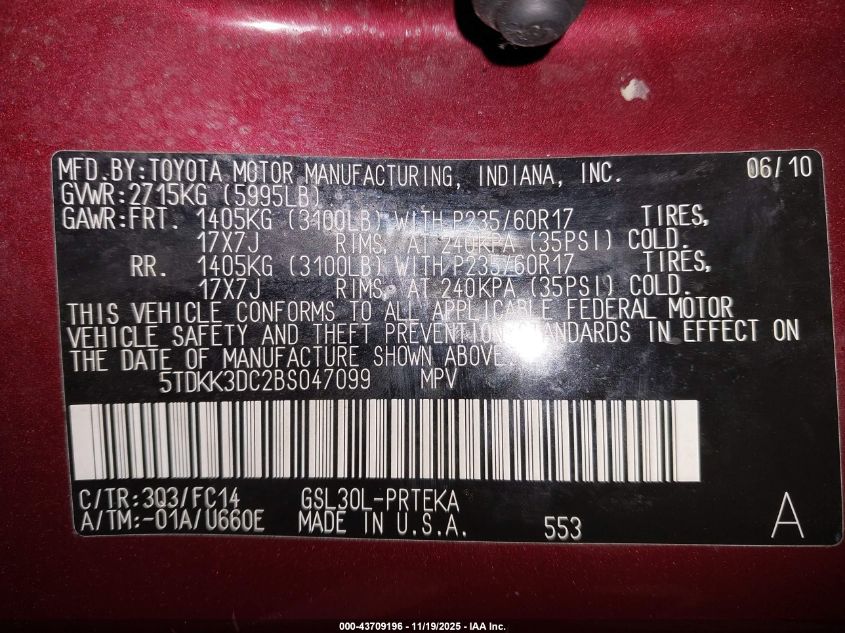 MFD.BY:TOYOTA MOTOR MANUFACTURING, INDIANA, INC. 06/10
GVWR:2715KG (5995LB)
GAWR:FRT. 1405KG (3100LB) WITH P235/60R17 TIRES,
17X7J RIMS, AT 240KPA (35PSI) COLD.
RR. 1405KG (3100LB) WITH P235/60R17 TIRES,
17X7J RIMS, AT 240KPA (35PSI) COLD.
THIS VEHICLE CONFORMS TO ALL APPLICABLE FEDERAL MOTOR
VEHICLE SAFETY AND THEFT PREVENTION STANDARDS IN EFFECT ON
THE DATE OF MANUFACTURE SHOWN ABOVE.
5TDKK3DC2BS047099 MPV
C/TR:3Q3/FC14 GSL30L-PRTEKA
A/TM:-01A/U660E MADE IN U.S.A. 553 A
000-43709196 - 11/19/2025 - IAA Inc.